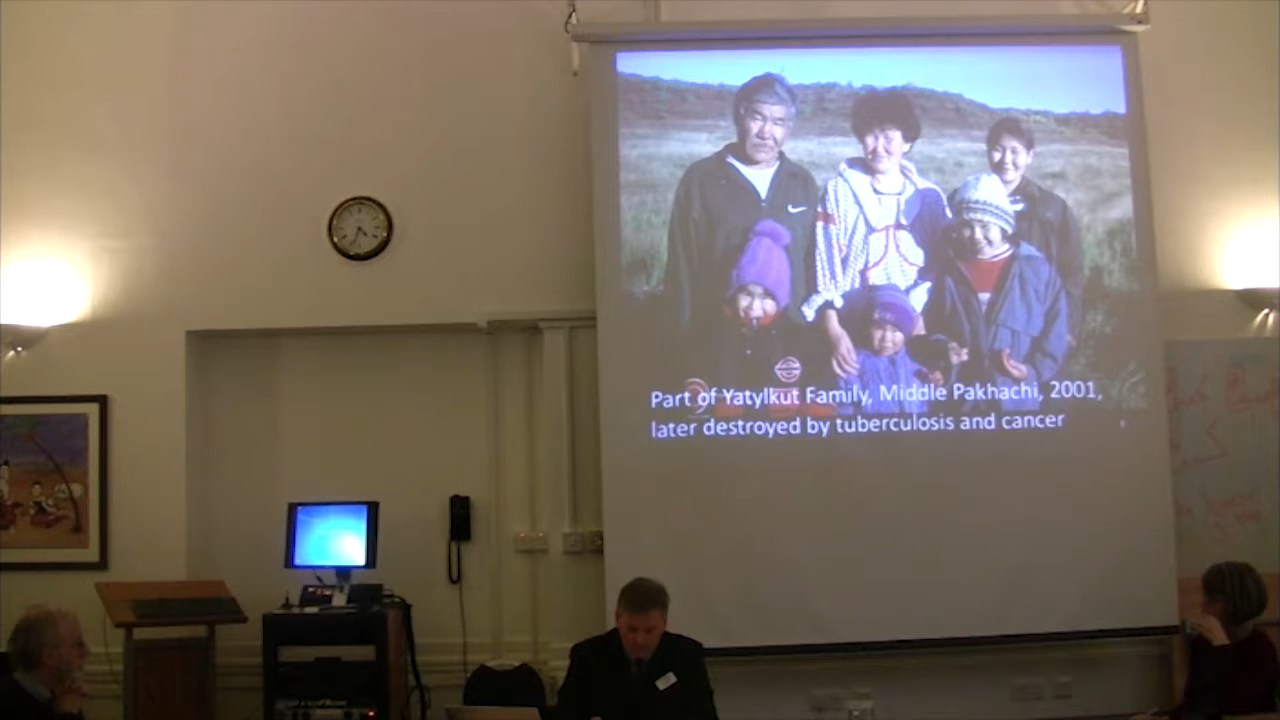 Part of Yatylkut Family, Middle Pakhachi, 2001,
later destroyed by tuberculosis and cancer